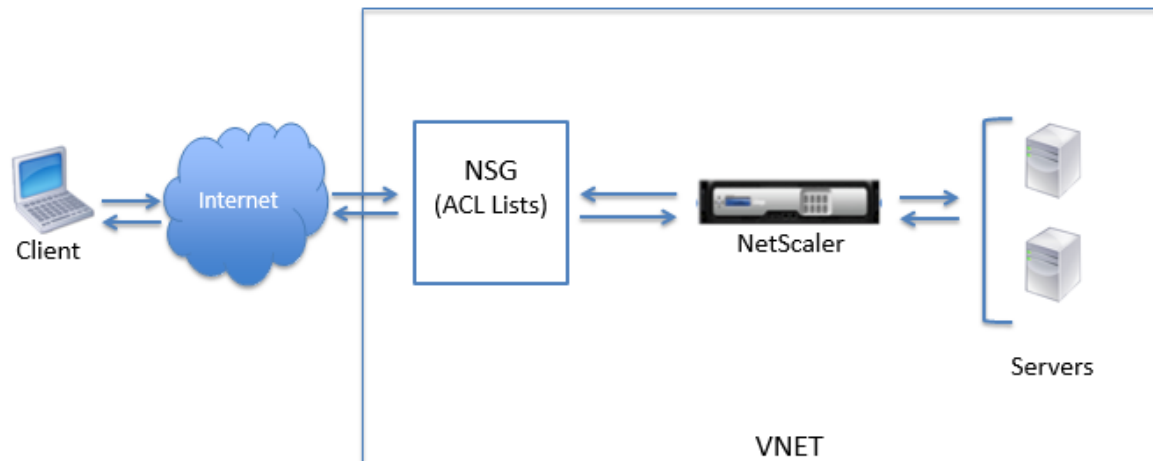 Client
Internet
NSG
(ACL Lists)
NetScaler
Servers
VNET